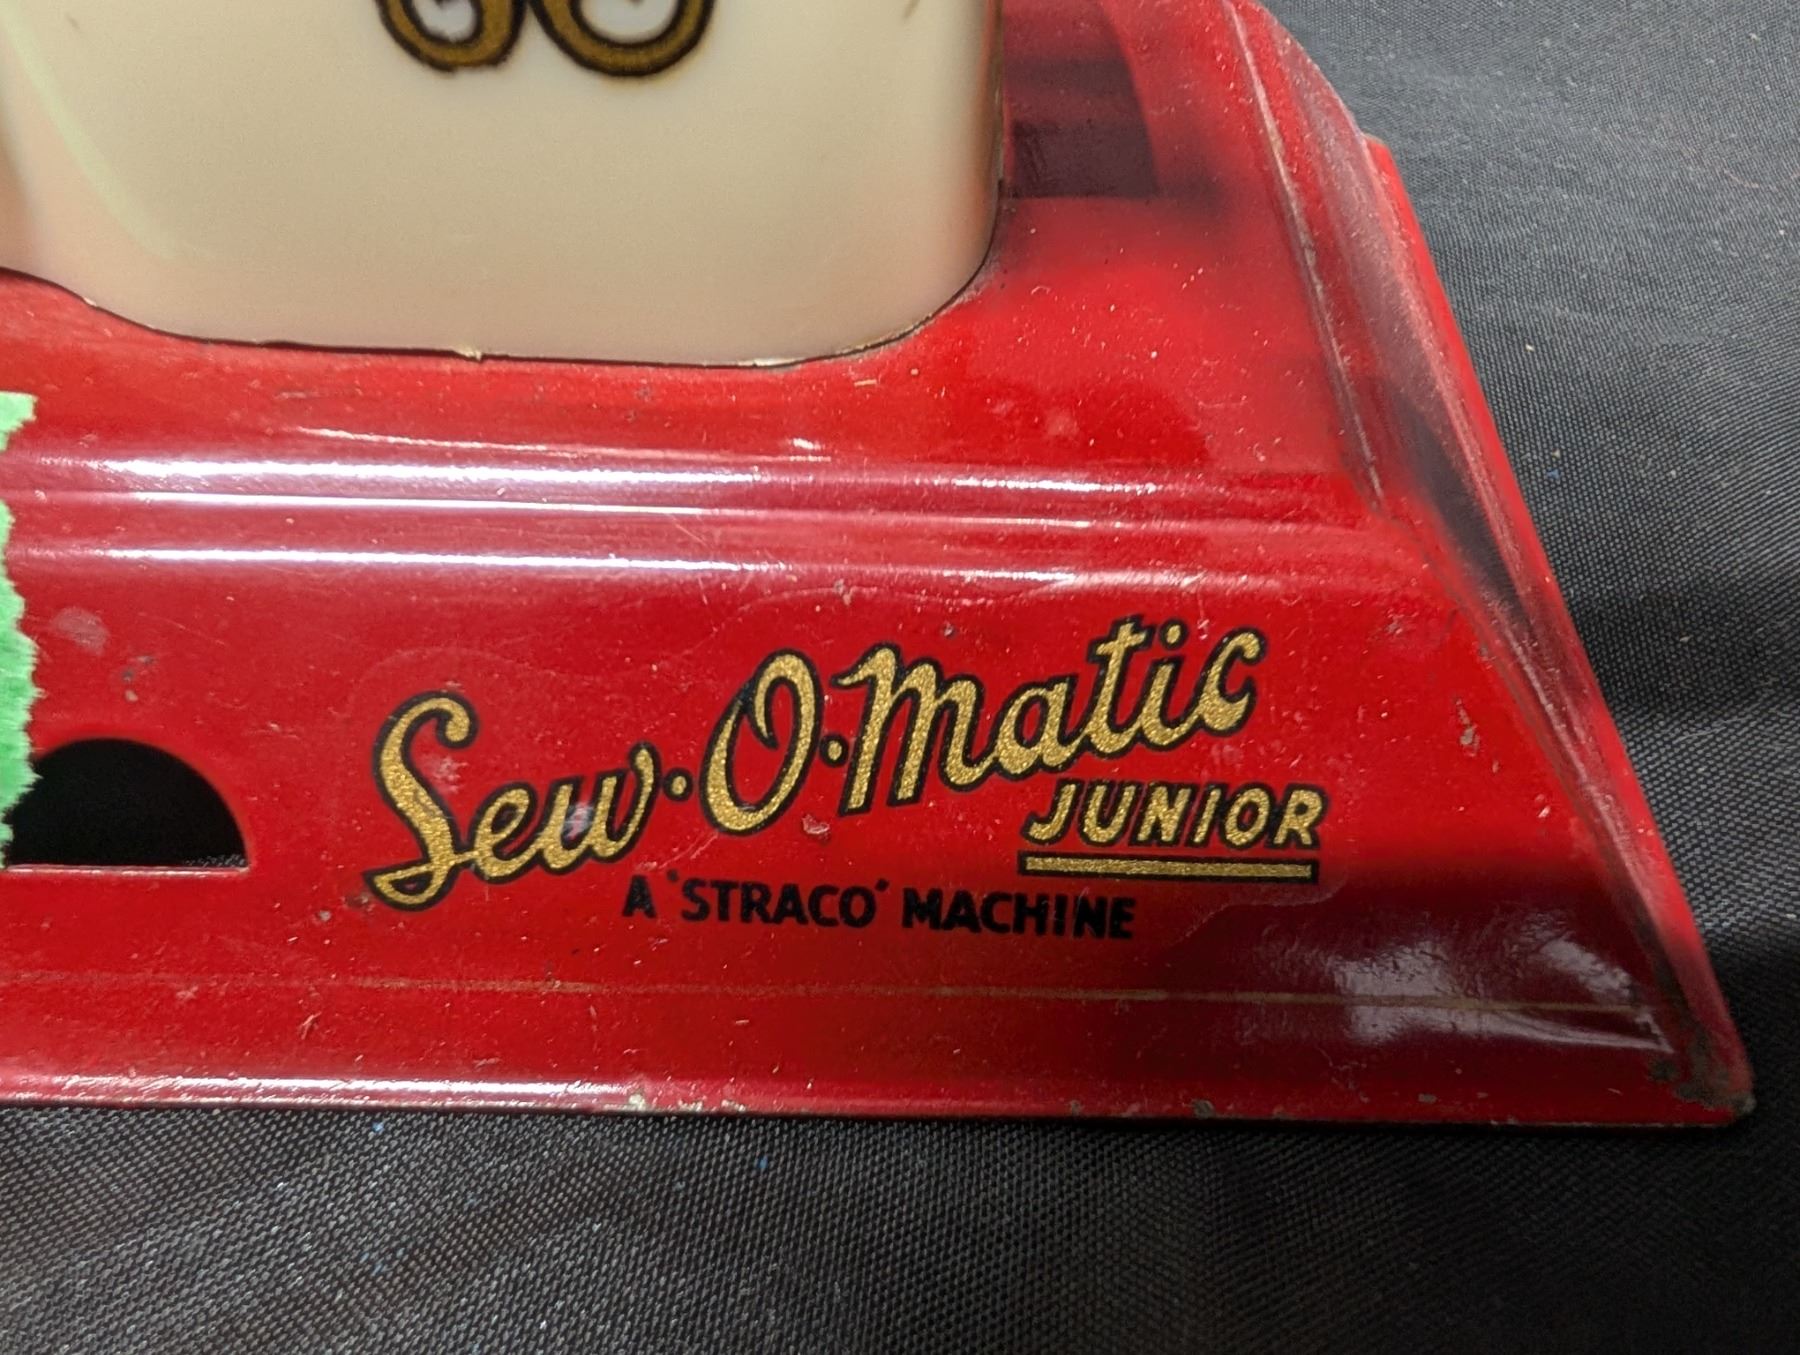 Sew·O·Matic
JUNIOR
A 'STRACO' MACHINE